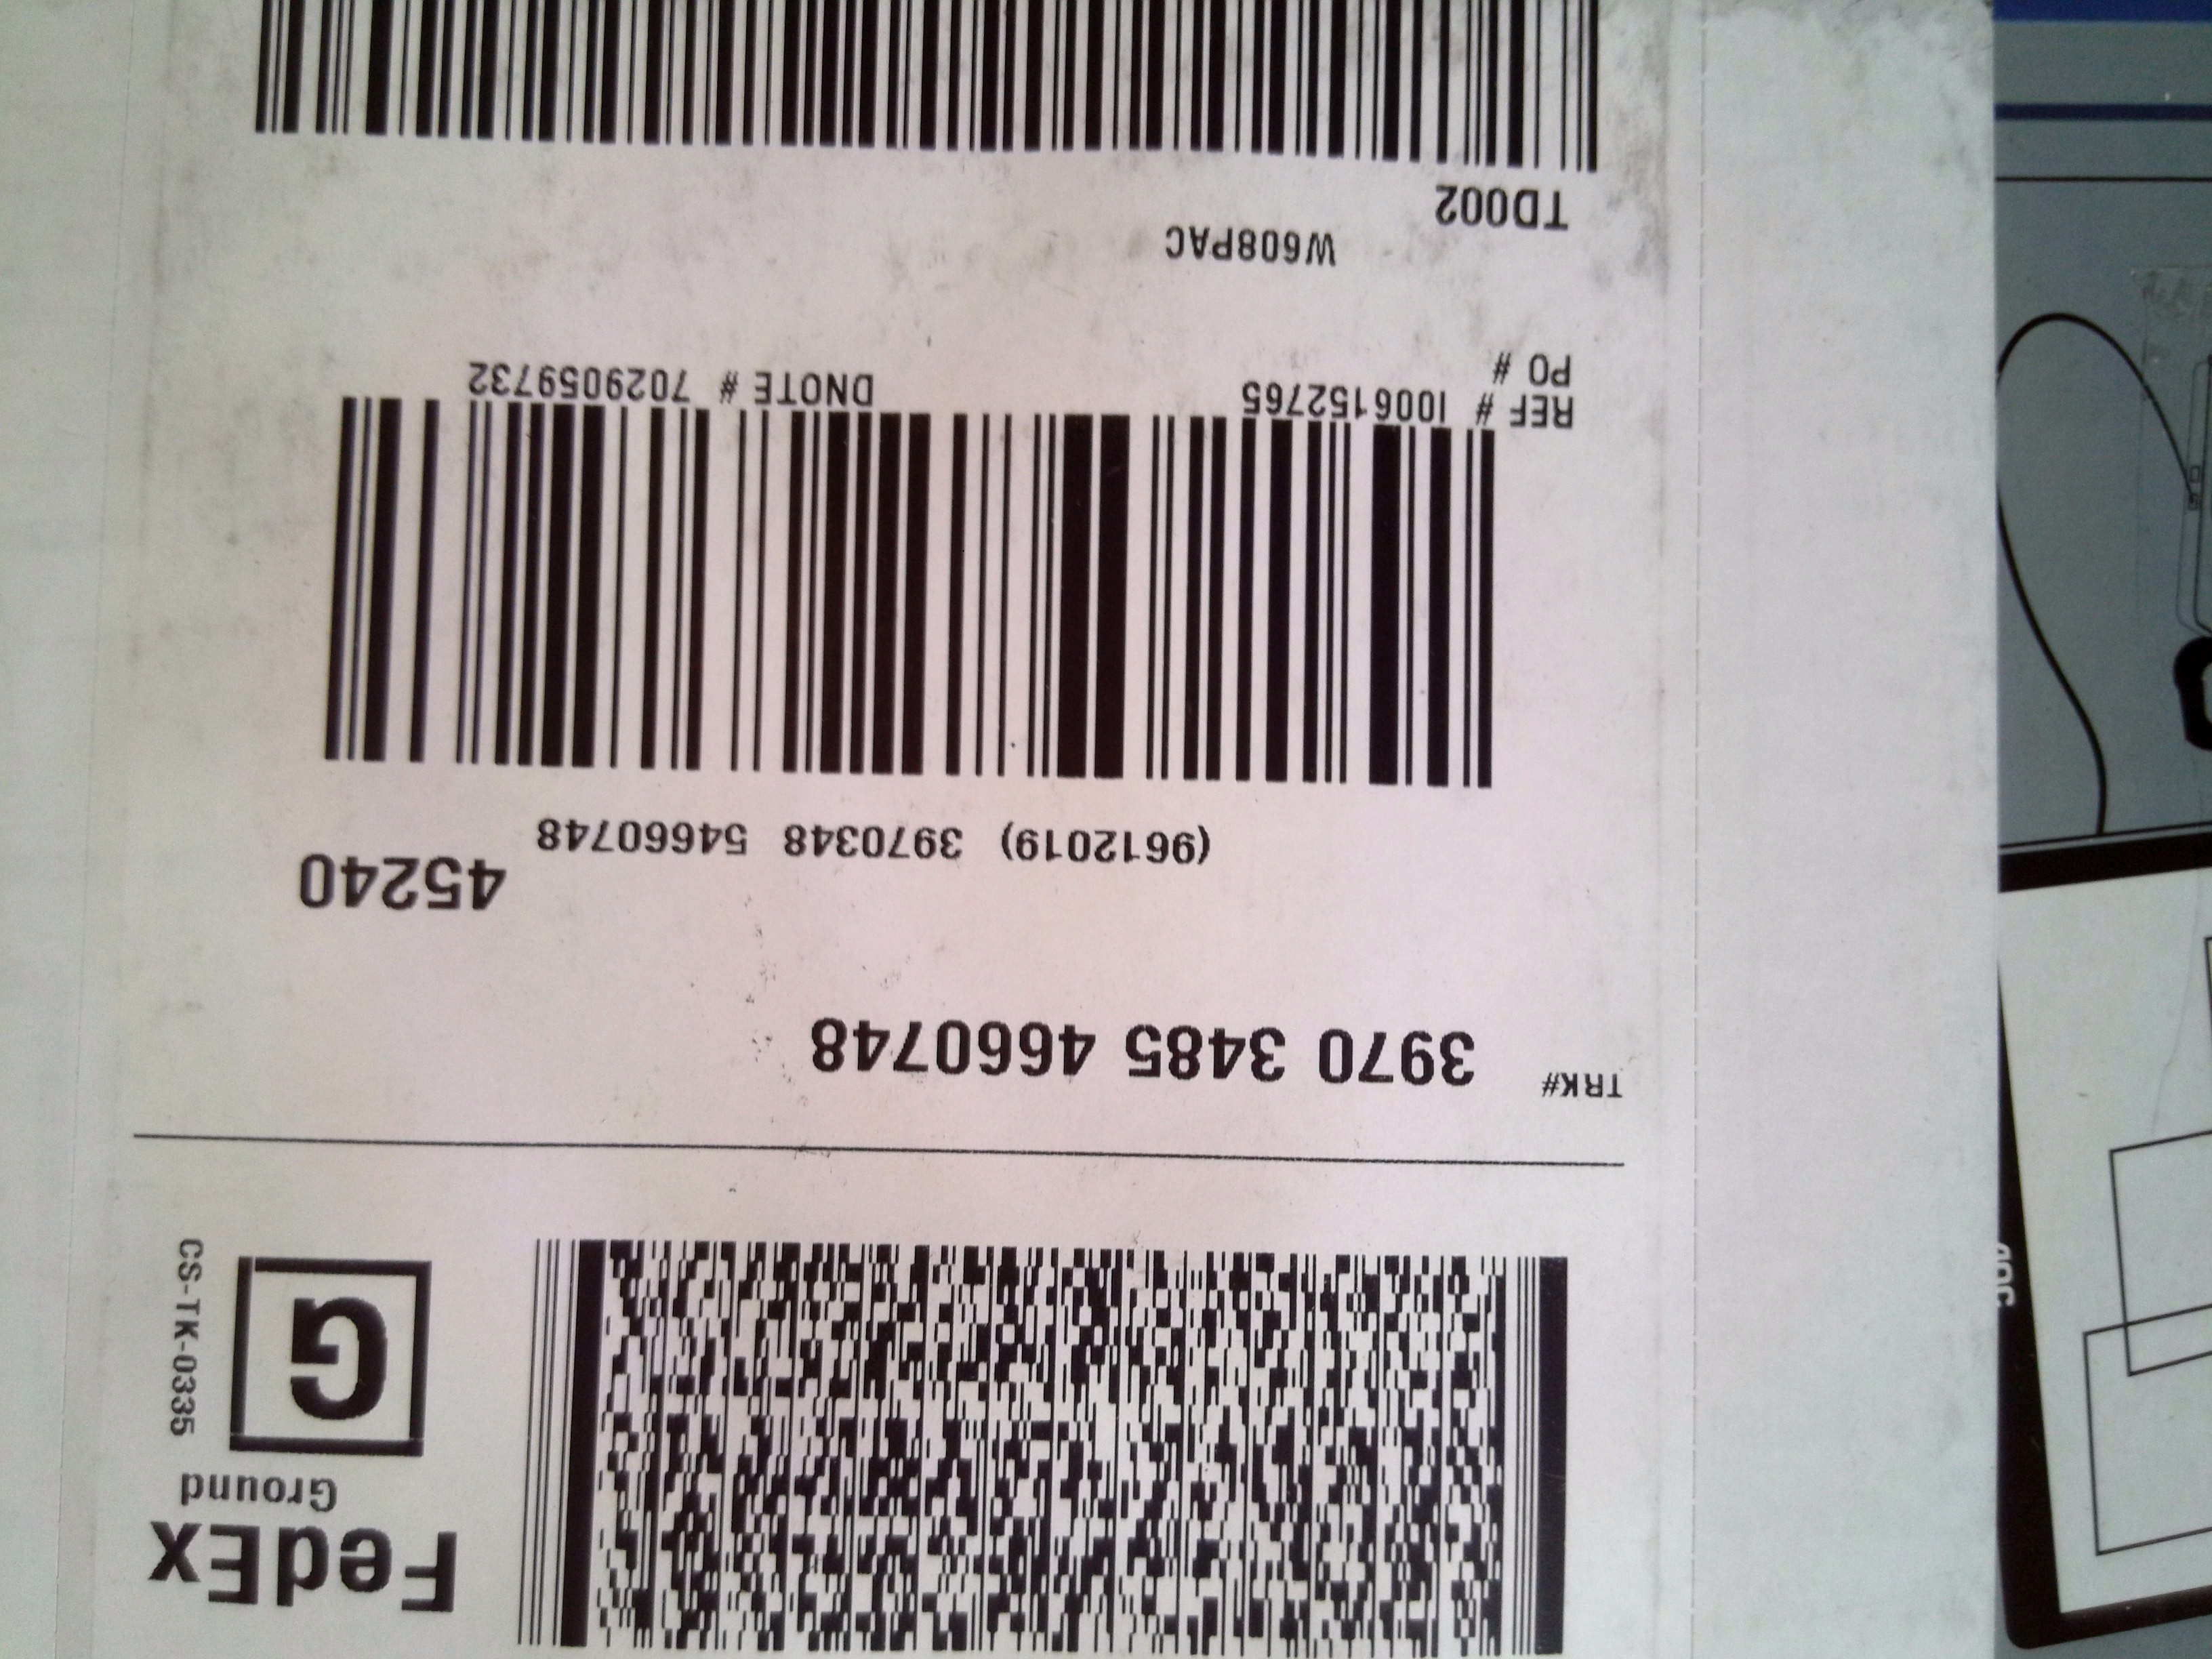 FedEx
Ground
G
CS-TK-0335
TRK#
3970 3485 4660748
45240
(9612019) 3970348 54660748
REF # I006152765
DNOTE # 7029059732
PO #
W608PAC
TD002